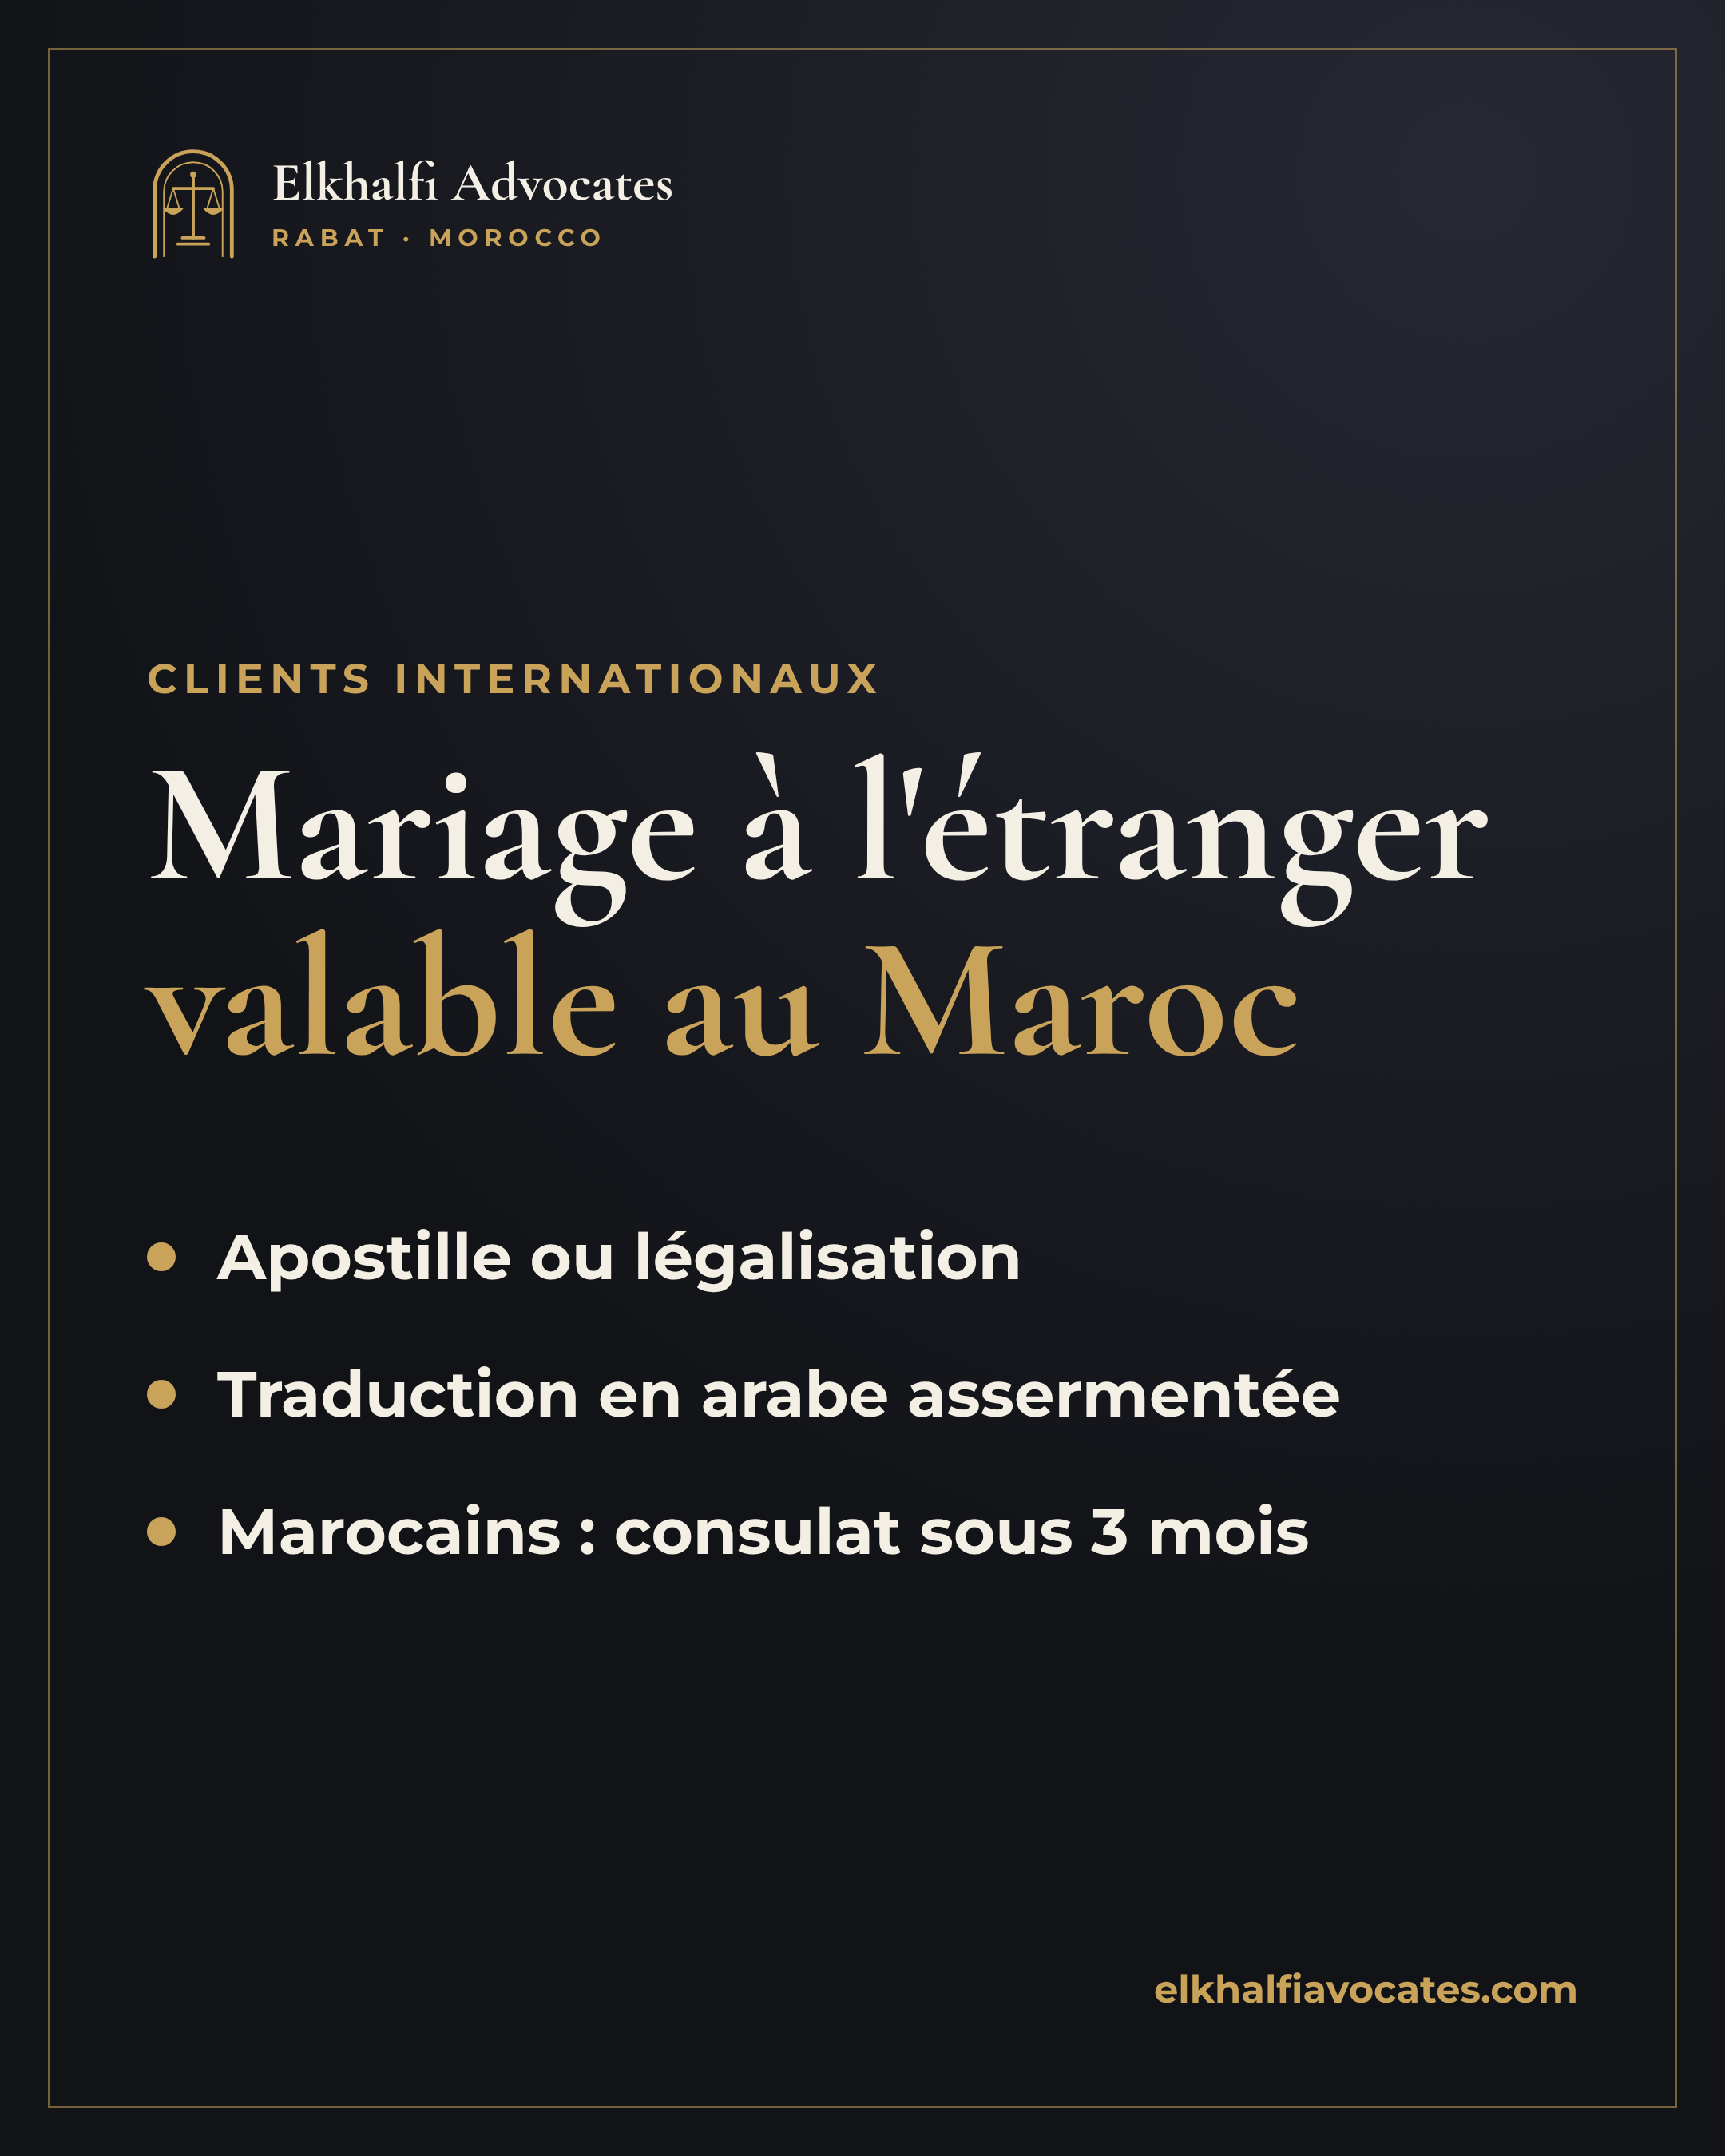 Elkhalfi Advocates
RABAT · MOROCCO
CLIENTS INTERNATIONAUX
Mariage à l'étranger
valable au Maroc
Apostille ou légalisation
Traduction en arabe assermentée
Marocains : consulat sous 3 mois
elkhalfiavocates.com